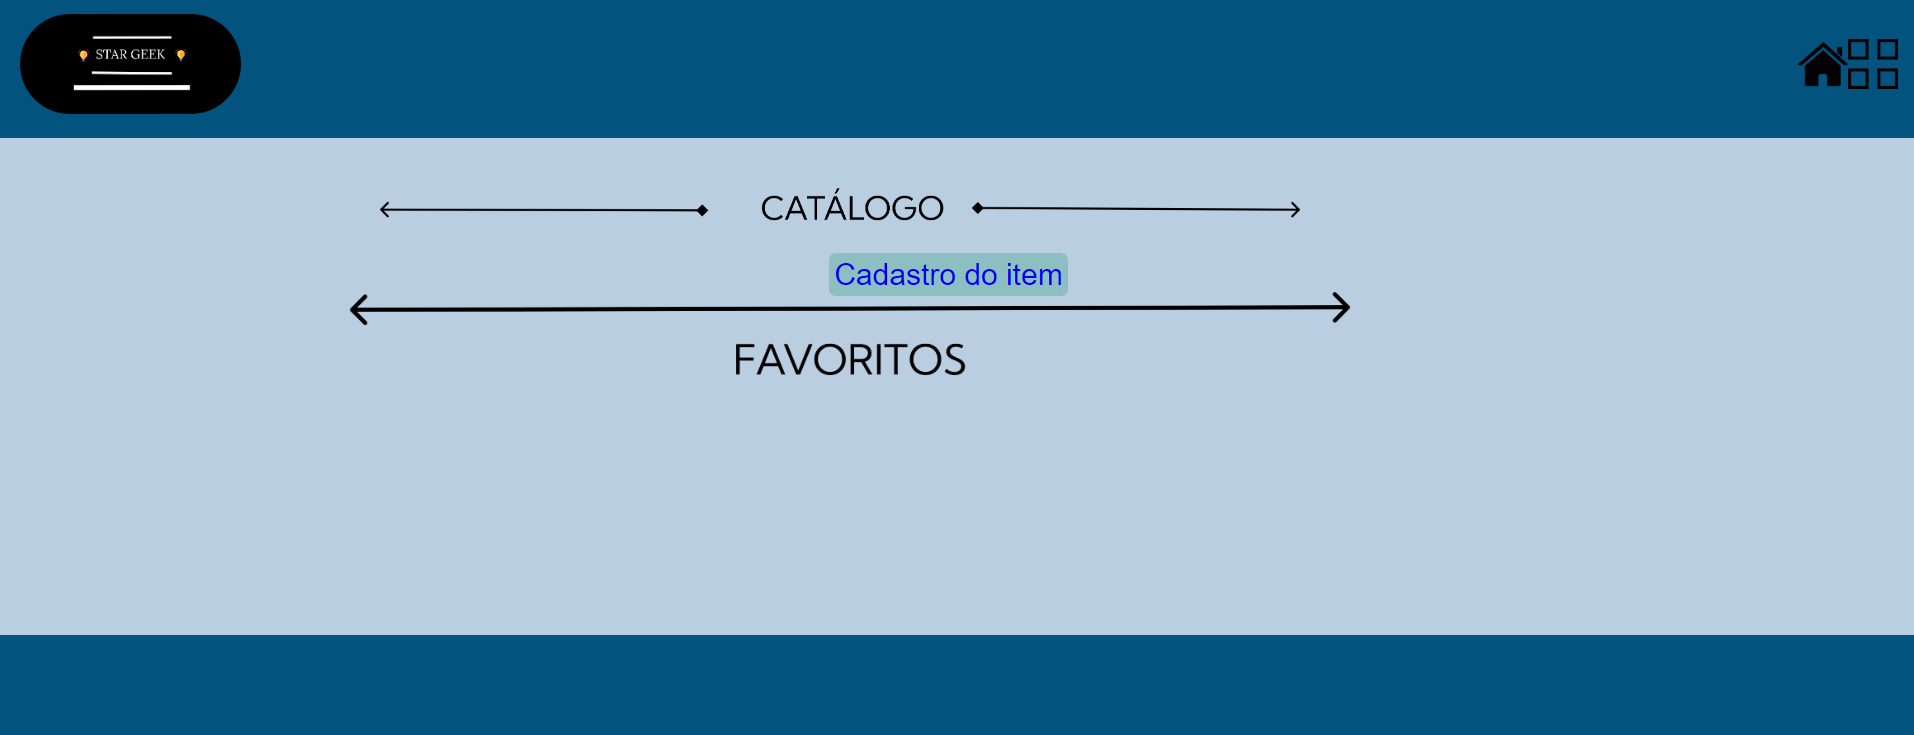 STAR GEEK
CATÁLOGO
Cadastro do item
FAVORITOS